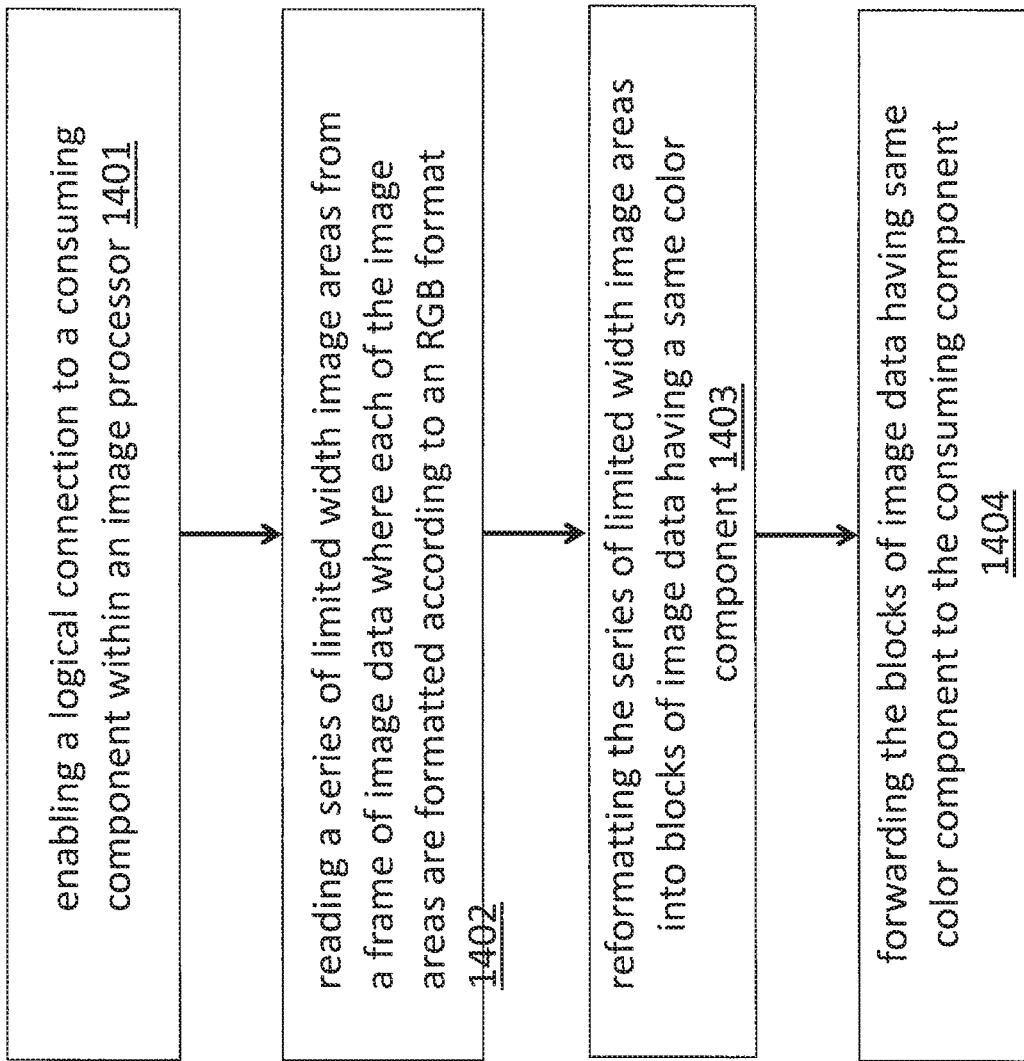 enabling a logical connection to a consuming
component within an image processor 1401
reading a series of limited width image areas from
a frame of image data where each of the image
areas are formatted according to an RGB format
1402
reformatting the series of limited width image areas
into blocks of image data having a same color
component 1403
forwarding the blocks of image data having same
color component to the consuming component
1404